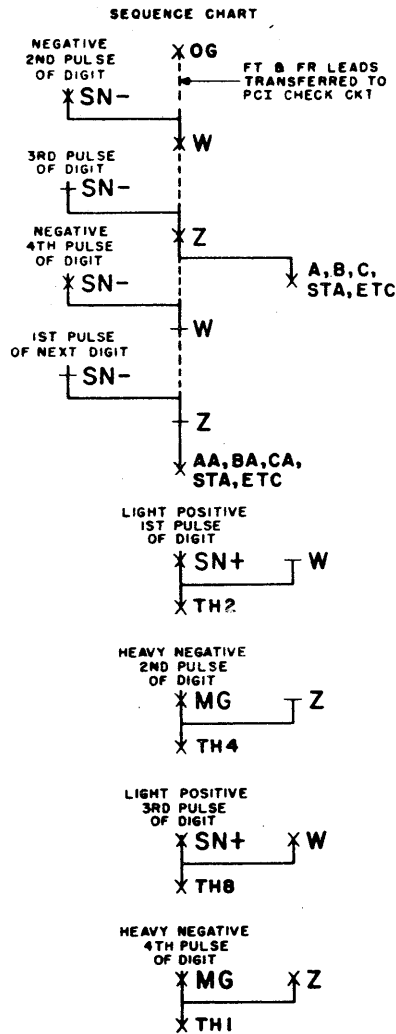 SEQUENCE CHART
NEGATIVE
2ND PULSE
OF DIGIT
OG
FT & FR LEADS
TRANSFERRED TO
PCI CHECK CKT
SN-
W
3RD PULSE
OF DIGIT
SN-
Z
NEGATIVE
4TH PULSE
OF DIGIT
SN-
A, B, C,
STA, ETC
W
1ST PULSE
OF NEXT DIGIT
SN-
Z
AA, BA, CA,
STA, ETC
LIGHT POSITIVE
1ST PULSE
OF DIGIT
SN+ W
TH2
HEAVY NEGATIVE
2ND PULSE
OF DIGIT
MG Z
TH4
LIGHT POSITIVE
3RD PULSE
OF DIGIT
SN+ W
TH8
HEAVY NEGATIVE
4TH PULSE
OF DIGIT
MG Z
TH1